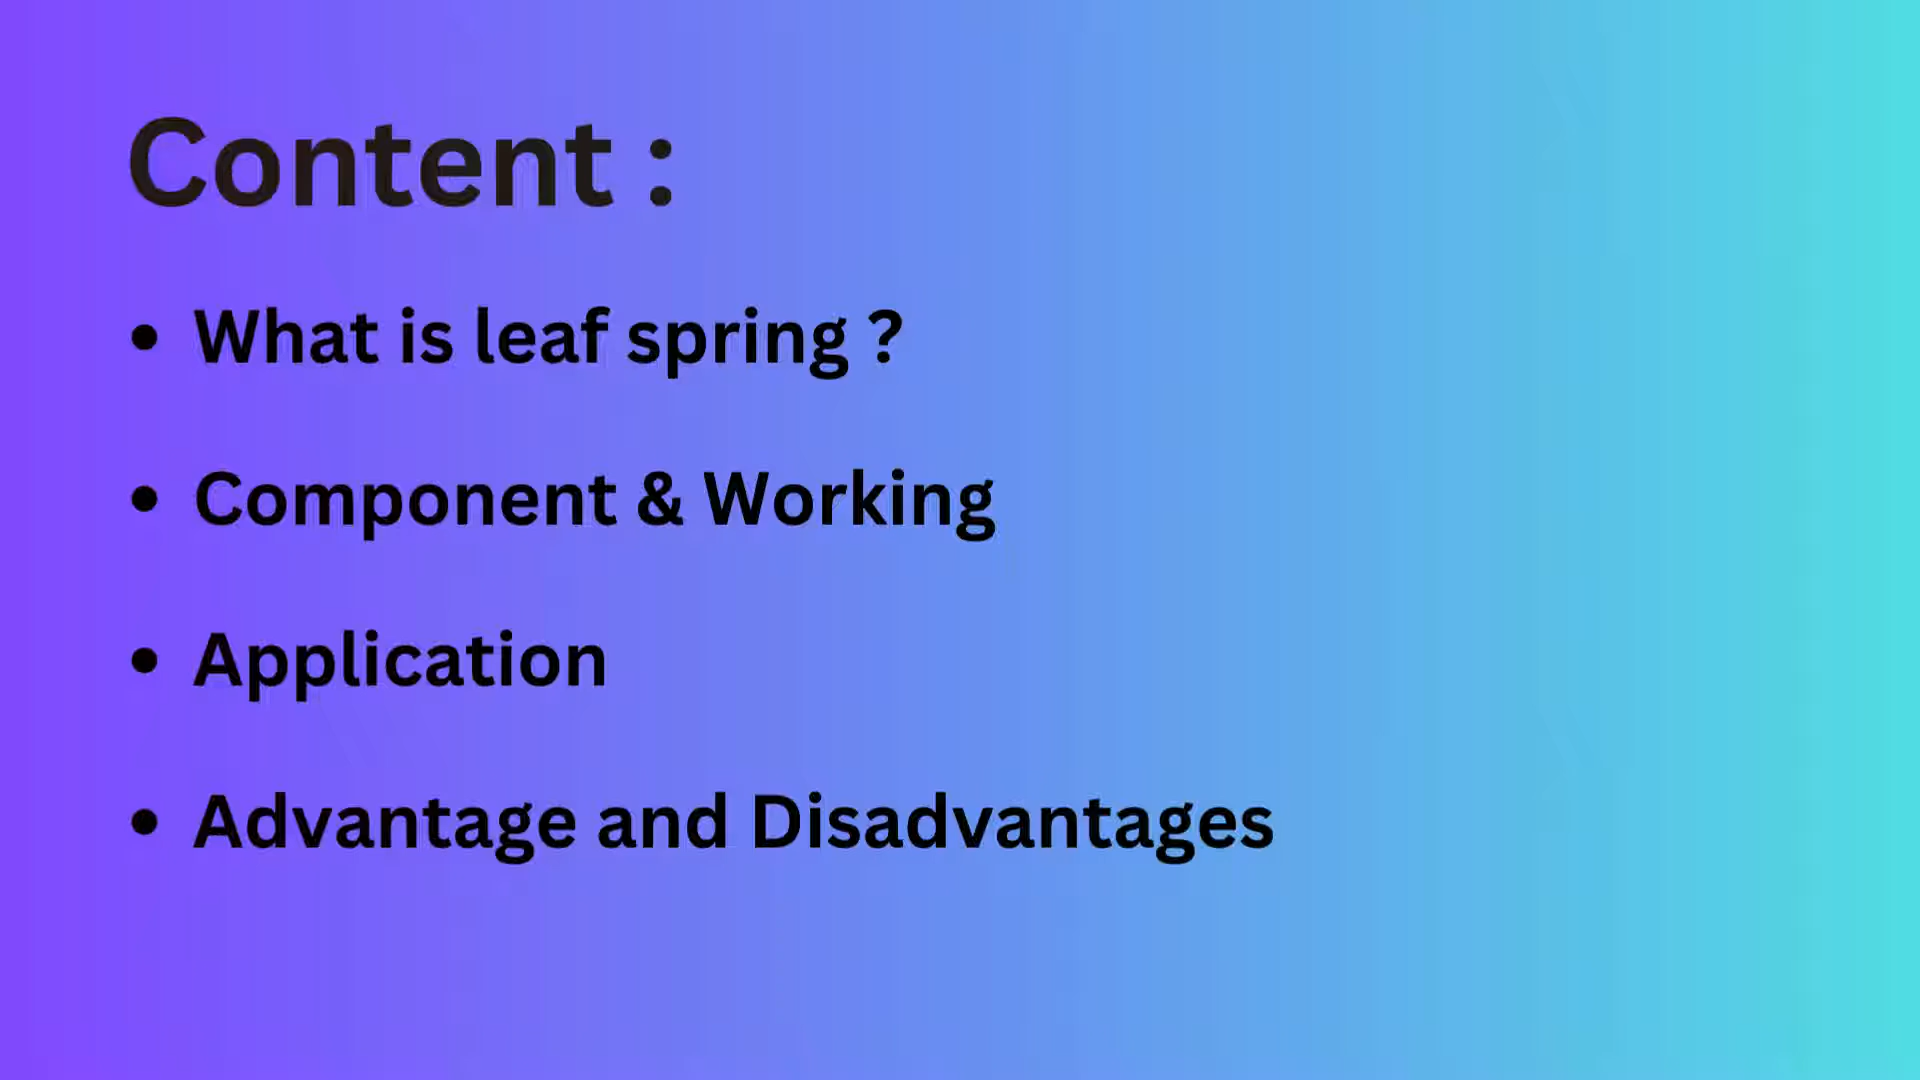 Content :
• What is leaf spring ?
• Component & Working
• Application
• Advantage and Disadvantages